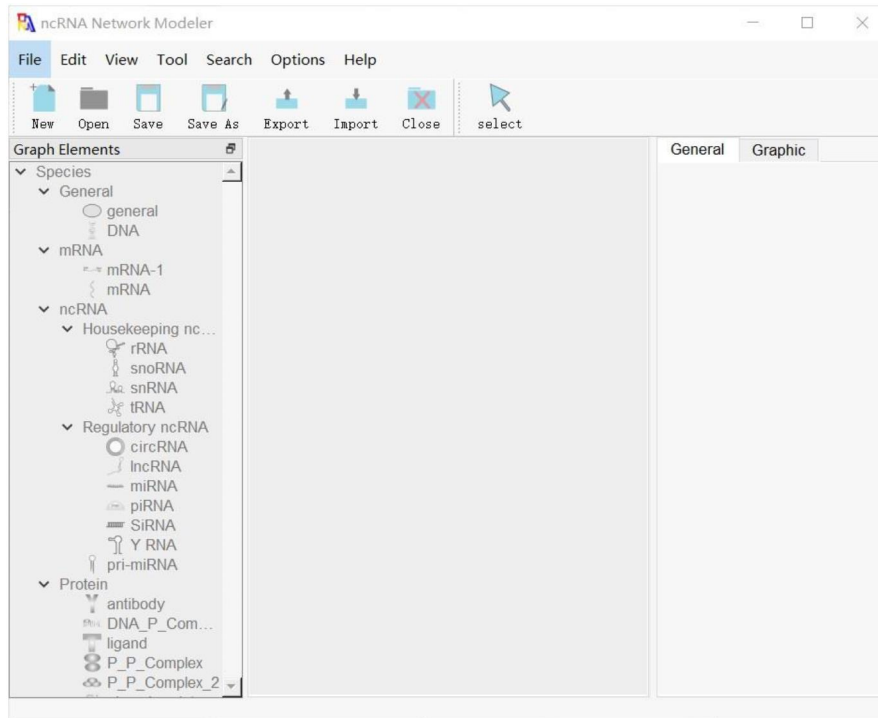 ncRNA Network Modeler
File Edit View Tool Search Options Help
New Open Save Save As Export Import Close select
Graph Elements
General Graphic
Species
General
general
DNA
mRNA
mRNA-1
mRNA
ncRNA
Housekeeping nc...
rRNA
snoRNA
snRNA
tRNA
Regulatory ncRNA
circRNA
lncRNA
miRNA
piRNA
SiRNA
Y RNA
pri-miRNA
Protein
antibody
DNA_P_Com...
ligand
P_P_Complex
P_P_Complex_2